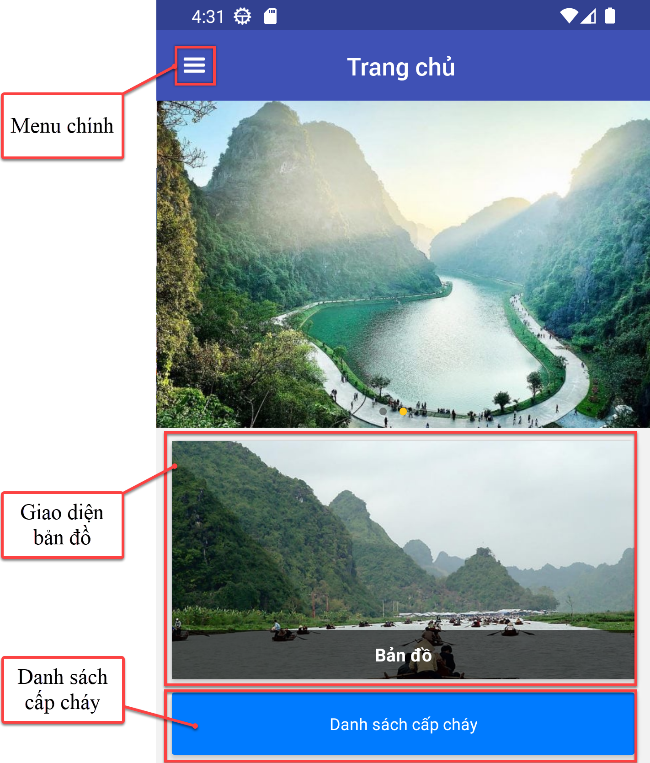 4:31
Trang chủ
Menu chính
Giao diện
bản đồ
Bản đồ
Danh sách
cấp cháy
Danh sách cấp cháy